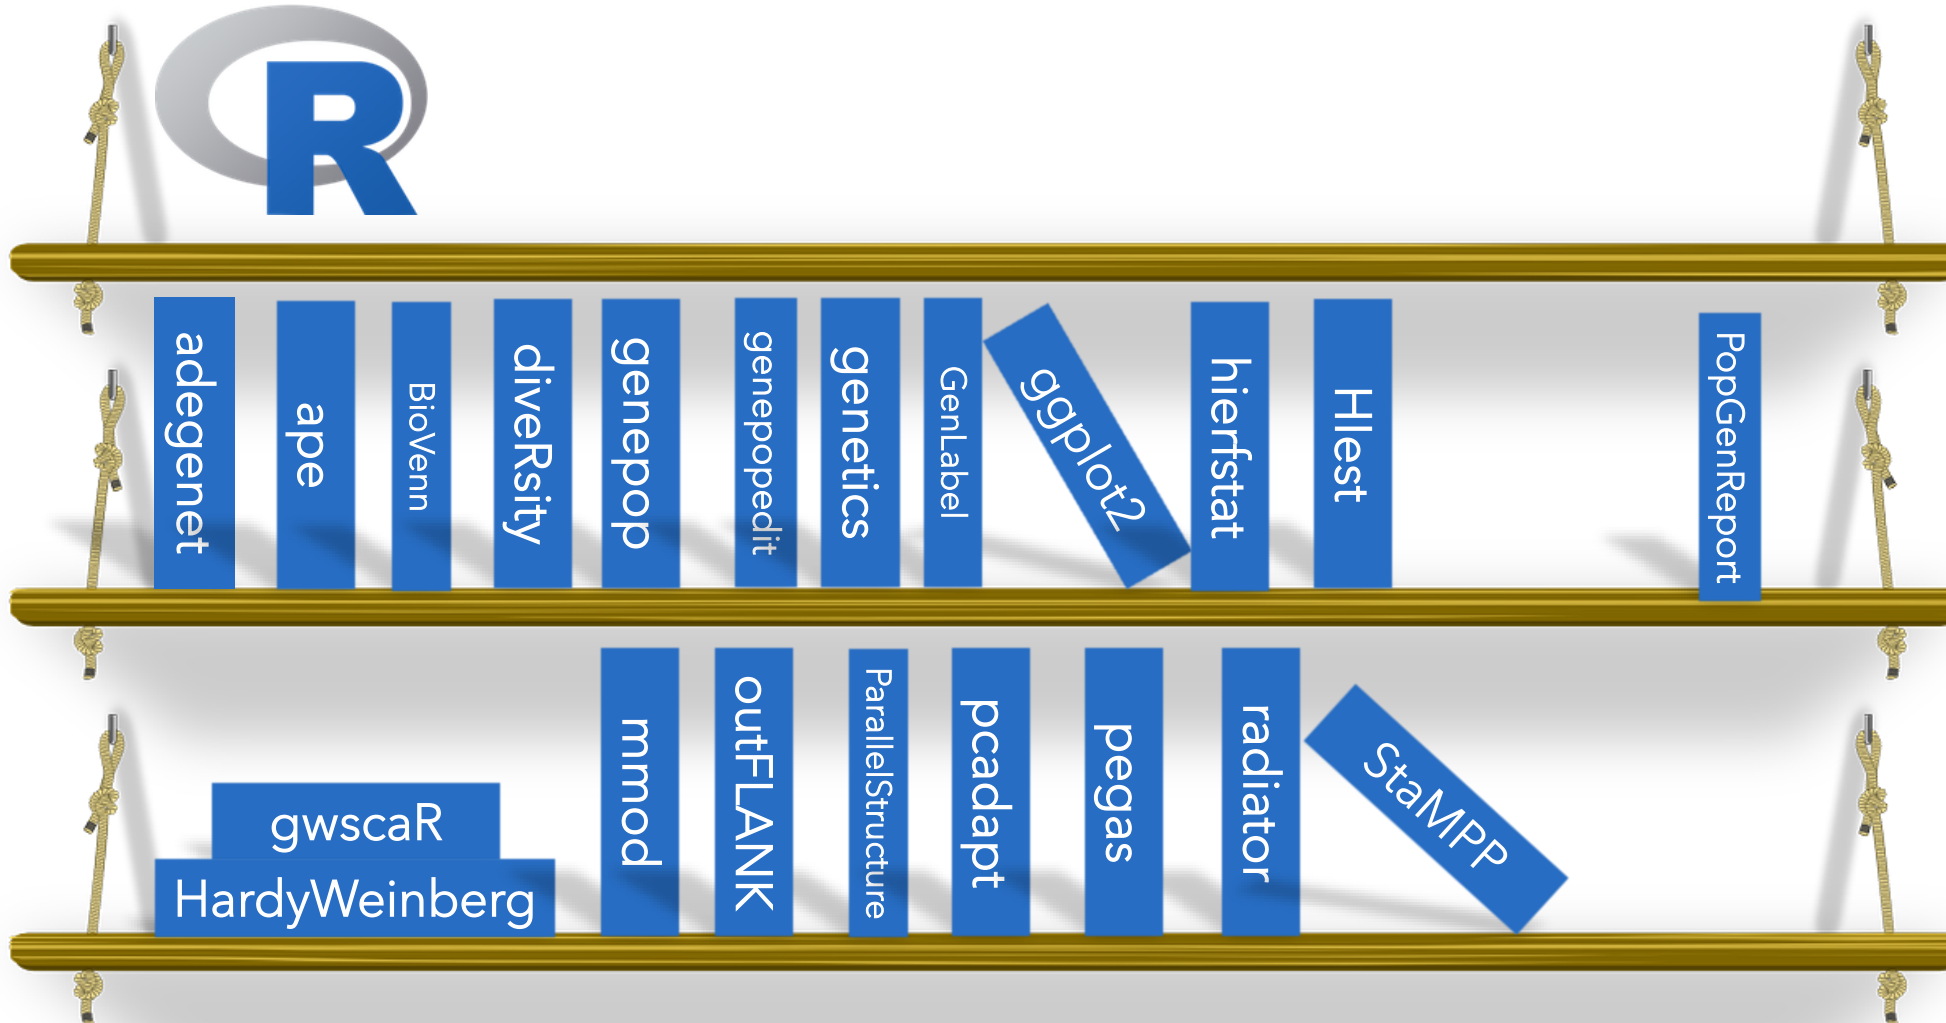 R
adegenet
ape
BioVenn
diveRsity
genepop
genepopedit
genetics
GenLabel
ggplot2
hierfstat
HIest
PopGenReport
gwscaR
HardyWeinberg
mmod
outFLANK
ParallelStructure
pcadapt
pegas
radiator
StaMPP